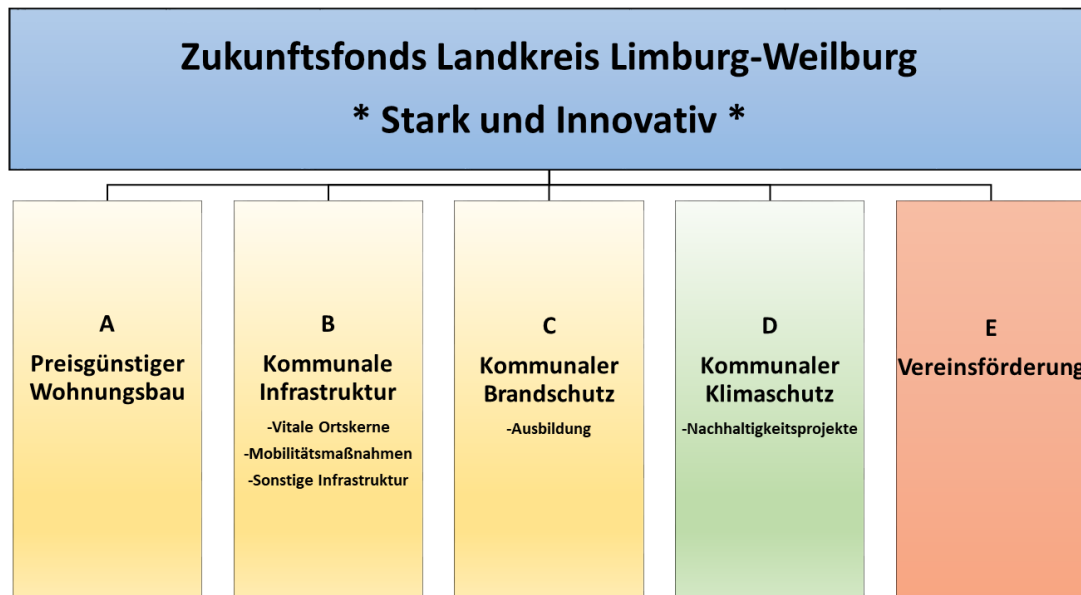 Zukunftsfonds Landkreis Limburg-Weilburg
* Stark und Innovativ *
A
Preisgünstiger
Wohnungsbau
B
Kommunale
Infrastruktur
-Vitale Ortskerne
-Mobilitätsmaßnahmen
-Sonstige Infrastruktur
C
Kommunaler
Brandschutz
-Ausbildung
D
Kommunaler
Klimaschutz
-Nachhaltigkeitsprojekte
E
Vereinsförderung